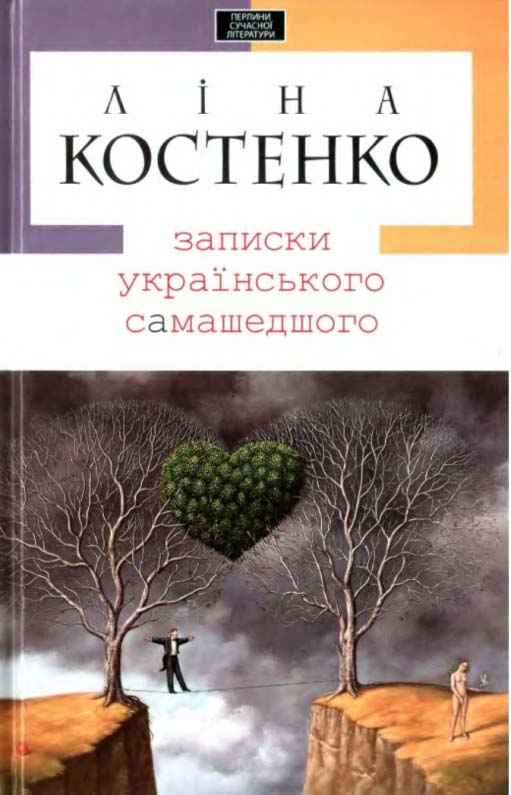 ПЕРЛИНИ
СУЧАСНОЇ
ЛІТЕРАТУРИ
ЛІНА
КОСТЕНКО
записки
українського
самашедшого